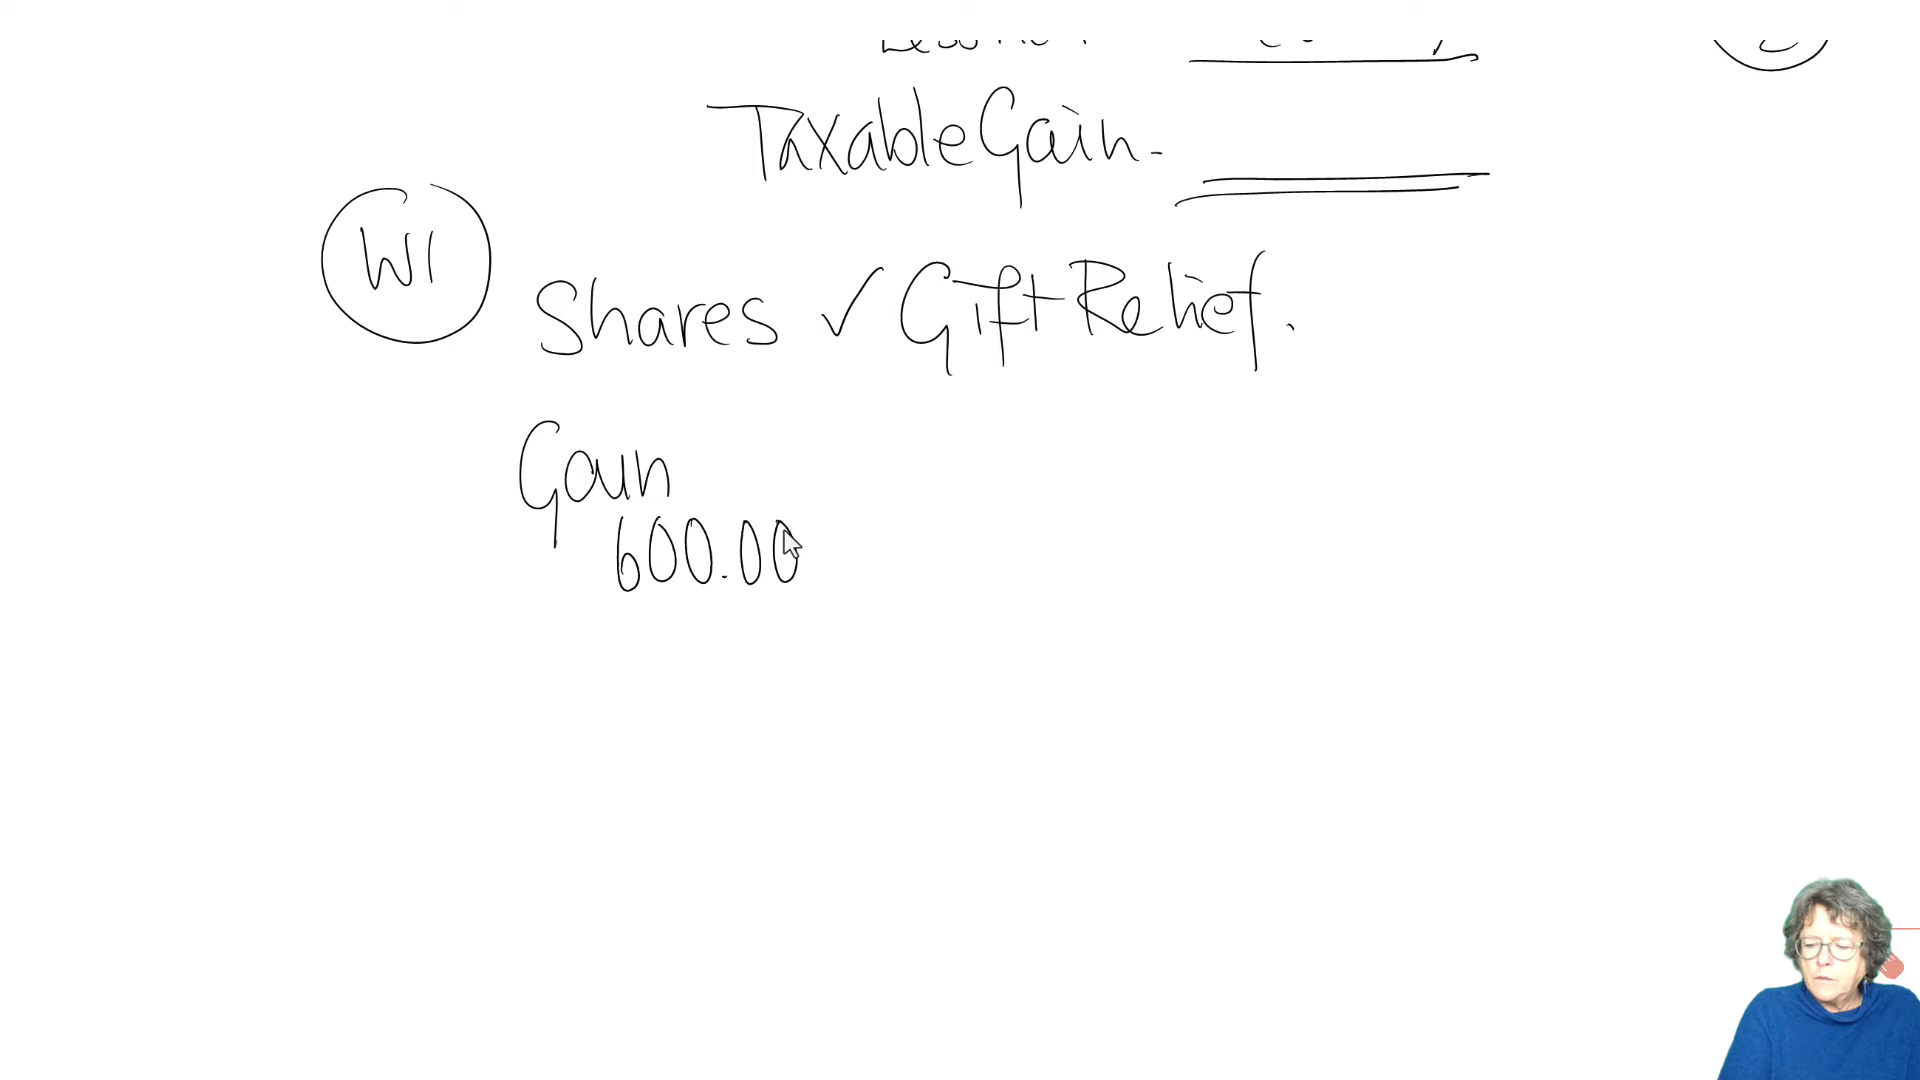 Taxable Gain.
W1
Shares ✓ Gift Relief.
Gain
600.00